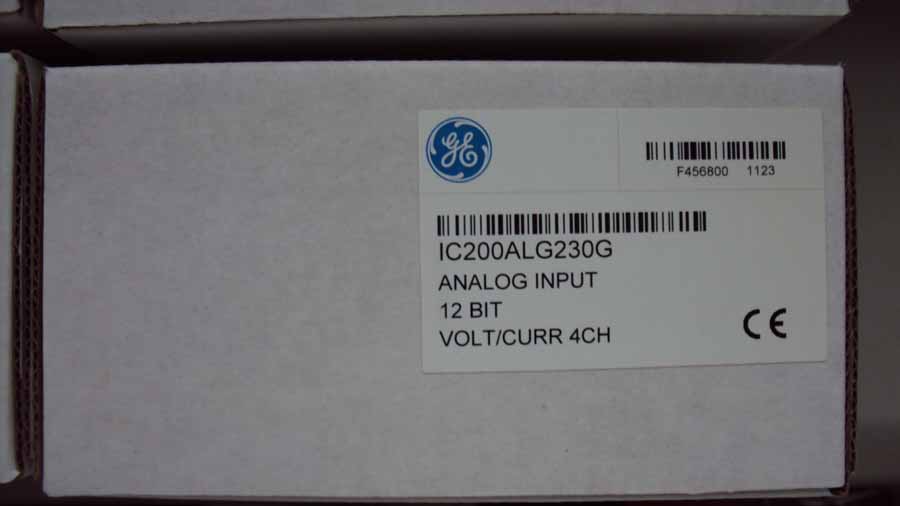 GE
F456800 1123
IC200ALG230G
ANALOG INPUT
12 BIT
VOLT/CURR 4CH
CE